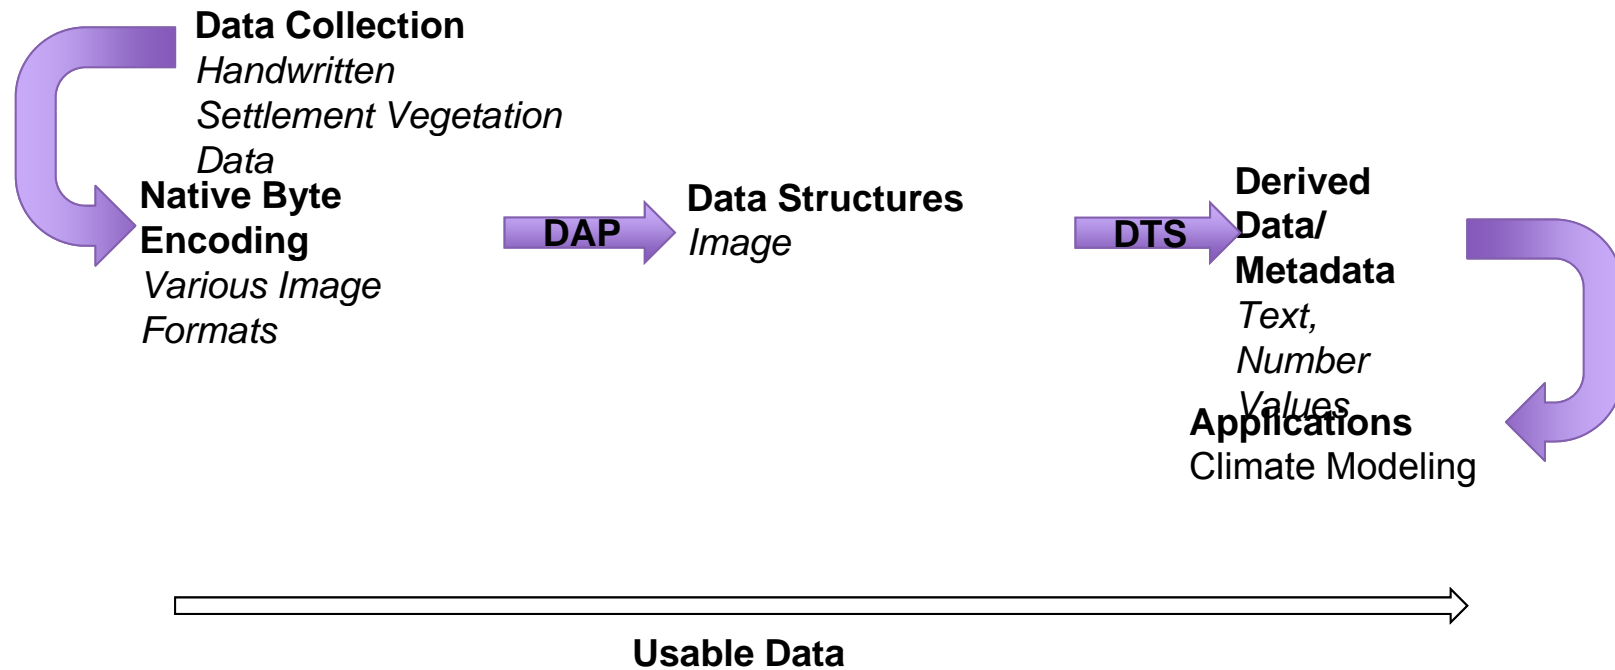 Data Collection
Handwritten
Settlement Vegetation
Data
Native Byte
Encoding
Various Image
Formats
DAP
Data Structures
Image
DTS
Derived
Data/
Metadata
Text,
Number
Values
Applications
Climate Modeling
Usable Data